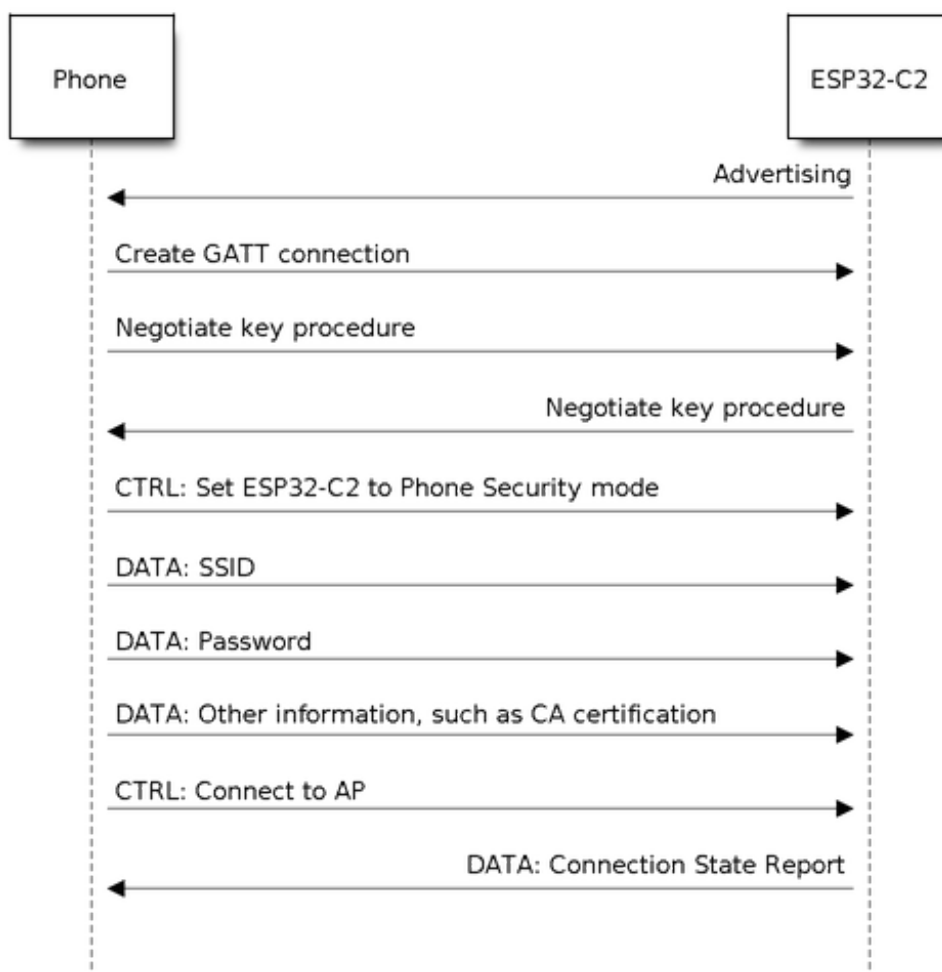 Phone
ESP32-C2
Advertising
Create GATT connection
Negotiate key procedure
Negotiate key procedure
CTRL: Set ESP32-C2 to Phone Security mode
DATA: SSID
DATA: Password
DATA: Other information, such as CA certification
CTRL: Connect to AP
DATA: Connection State Report